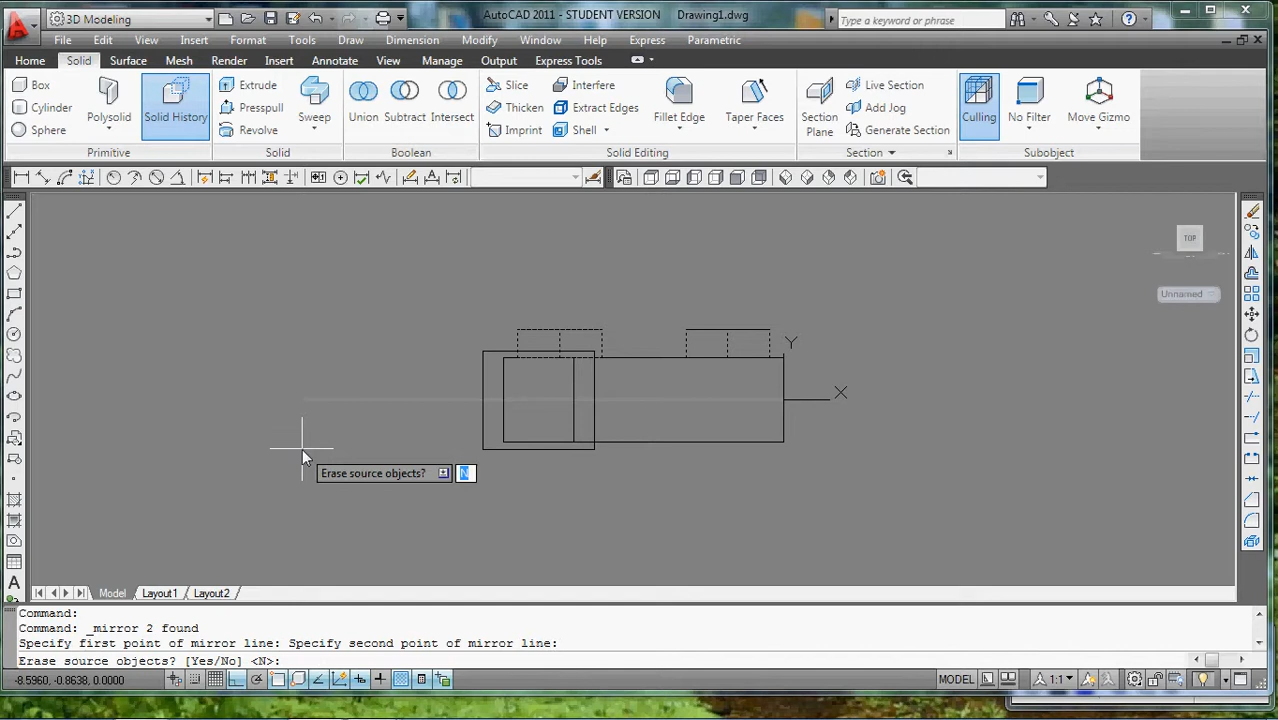 3D Modeling
AutoCAD 2011 - STUDENT VERSION Drawing1.dwg
Type a keyword or phrase
File Edit View Insert Format Tools Draw Dimension Modify Window Help Express Parametric
Home Solid Surface Mesh Render Insert Annotate View Manage Output Express Tools
Box
Cylinder
Sphere
Polysolid
Solid History
Extrude
Presspull
Revolve
Sweep
Union
Subtract
Intersect
Slice
Thicken
Imprint
Interfere
Extract Edges
Shell
Fillet Edge
Taper Faces
Section
Plane
Live Section
Add Jog
Generate Section
Culling
No Filter
Move Gizmo
Primitive
Solid
Boolean
Solid Editing
Section
Subobject
TOP
Unnamed
Y
X
Erase source objects? N
Model Layout1 Layout2
Command:
Command: _mirror 2 found
Specify first point of mirror line: Specify second point of mirror line:
Erase source objects? [Yes/No] <N>:
-8.5960, -0.8638, 0.0000
MODEL
1:1